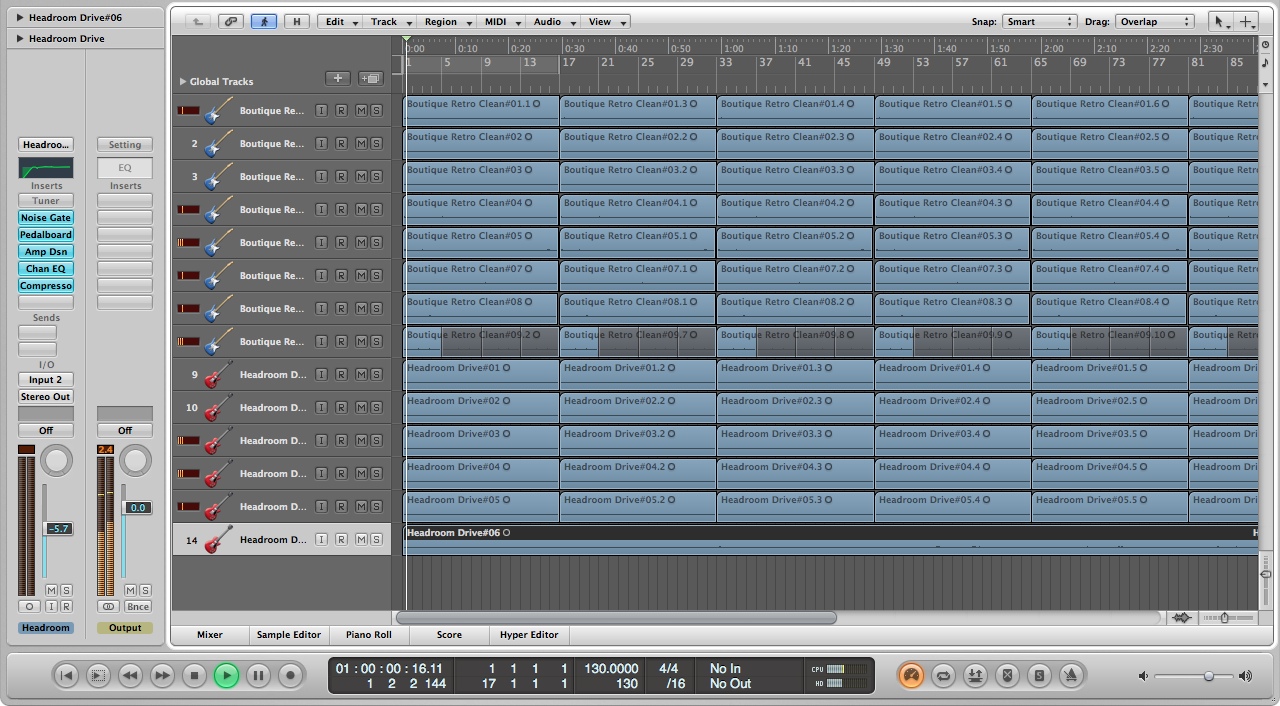 Headroom Drive#06
Headroom Drive
Edit Track Region MIDI Audio View Snap: Smart Drag: Overlap
H
0:00 0:10 0:20 0:30 0:40 0:50 1:00 1:10 1:20 1:30 1:40 1:50 2:00 2:10 2:20 2:30
1 5 9 13 17 21 25 29 33 37 41 45 49 53 57 61 65 69 73 77 81 85
Global Tracks
Boutique Re... I R M S Boutique Retro Clean#01.1 Boutique Retro Clean#01.3 Boutique Retro Clean#01.4 Boutique Retro Clean#01.5 Boutique Retro Clean#01.6 Boutique Retr
2 Boutique Re... I R M S Boutique Retro Clean#02 Boutique Retro Clean#02.2 Boutique Retro Clean#02.3 Boutique Retro Clean#02.4 Boutique Retro Clean#02.5 Boutique Retr
3 Boutique Re... I R M S Boutique Retro Clean#03 Boutique Retro Clean#03.2 Boutique Retro Clean#03.3 Boutique Retro Clean#03.4 Boutique Retro Clean#03.5 Boutique Retr
Boutique Re... I R M S Boutique Retro Clean#04 Boutique Retro Clean#04.1 Boutique Retro Clean#04.2 Boutique Retro Clean#04.3 Boutique Retro Clean#04.4 Boutique Retr
Boutique Re... I R M S Boutique Retro Clean#05 Boutique Retro Clean#05.1 Boutique Retro Clean#05.2 Boutique Retro Clean#05.3 Boutique Retro Clean#05.4 Boutique Retr
Boutique Re... I R M S Boutique Retro Clean#07 Boutique Retro Clean#07.1 Boutique Retro Clean#07.2 Boutique Retro Clean#07.3 Boutique Retro Clean#07.4 Boutique Retr
Boutique Re... I R M S Boutique Retro Clean#08 Boutique Retro Clean#08.1 Boutique Retro Clean#08.2 Boutique Retro Clean#08.3 Boutique Retro Clean#08.4 Boutique Retr
Boutique Re... I R M S Boutique Retro Clean#09.2 Boutique Retro Clean#09.7 Boutique Retro Clean#09.8 Boutique Retro Clean#09.9 Boutique Retro Clean#09.10 Boutique Retr
9 Headroom D... I R M S Headroom Drive#01 Headroom Drive#01.2 Headroom Drive#01.3 Headroom Drive#01.4 Headroom Drive#01.5 Headroom Dri
10 Headroom D... I R M S Headroom Drive#02 Headroom Drive#02.2 Headroom Drive#02.3 Headroom Drive#02.4 Headroom Drive#02.5 Headroom Dri
Headroom D... I R M S Headroom Drive#03 Headroom Drive#03.2 Headroom Drive#03.3 Headroom Drive#03.4 Headroom Drive#03.5 Headroom Dri
Headroom D... I R M S Headroom Drive#04 Headroom Drive#04.2 Headroom Drive#04.3 Headroom Drive#04.4 Headroom Drive#04.5 Headroom Dri
Headroom D... I R M S Headroom Drive#05 Headroom Drive#05.2 Headroom Drive#05.3 Headroom Drive#05.4 Headroom Drive#05.5 Headroom Dri
14 Headroom D... I R M S Headroom Drive#06 H
Headroo... Setting
EQ
Inserts Inserts
Tuner
Noise Gate
Pedalboard
Amp Dsn
Chan EQ
Compresso
Sends
I/O
Input 2
Stereo Out
Off Off
2.4
-5.7 0.0
M S M S
I R Bnce
Headroom Output
Mixer Sample Editor Piano Roll Score Hyper Editor
01 : 00 : 00 : 16.11 1 1 1 1 130.0000 4/4 No In CPU
1 2 2 144 17 1 1 1 130 /16 No Out HD
S